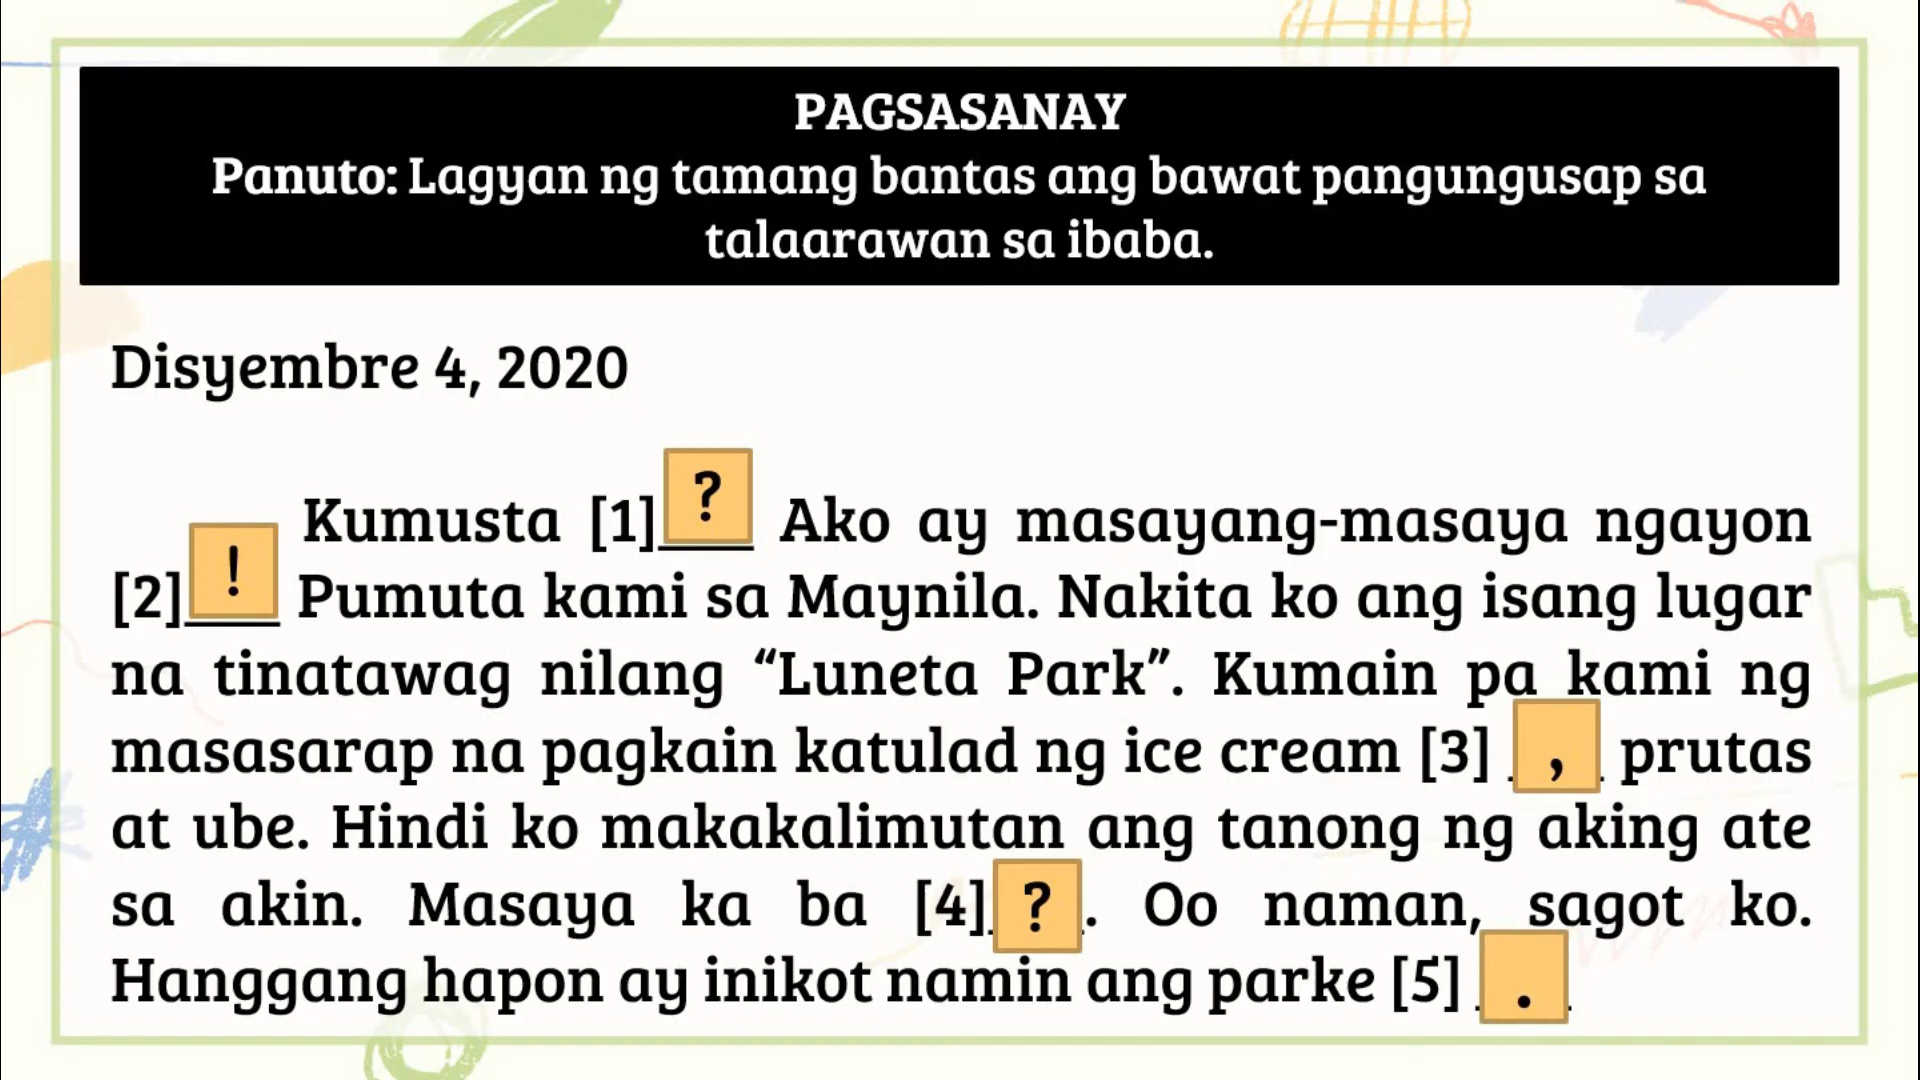 PAGSASANAY
Panuto: Lagyan ng tamang bantas ang bawat pangungusap sa
talaarawan sa ibaba.
Disyembre 4, 2020
Kumusta [1] ? Ako ay masayang-masaya ngayon
[2] ! Pumuta kami sa Maynila. Nakita ko ang isang lugar
na tinatawag nilang “Luneta Park”. Kumain pa kami ng
masasarap na pagkain katulad ng ice cream [3] , prutas
at ube. Hindi ko makakalimutan ang tanong ng aking ate
sa akin. Masaya ka ba [4] ? . Oo naman, sagot ko.
Hanggang hapon ay inikot namin ang parke [5] .